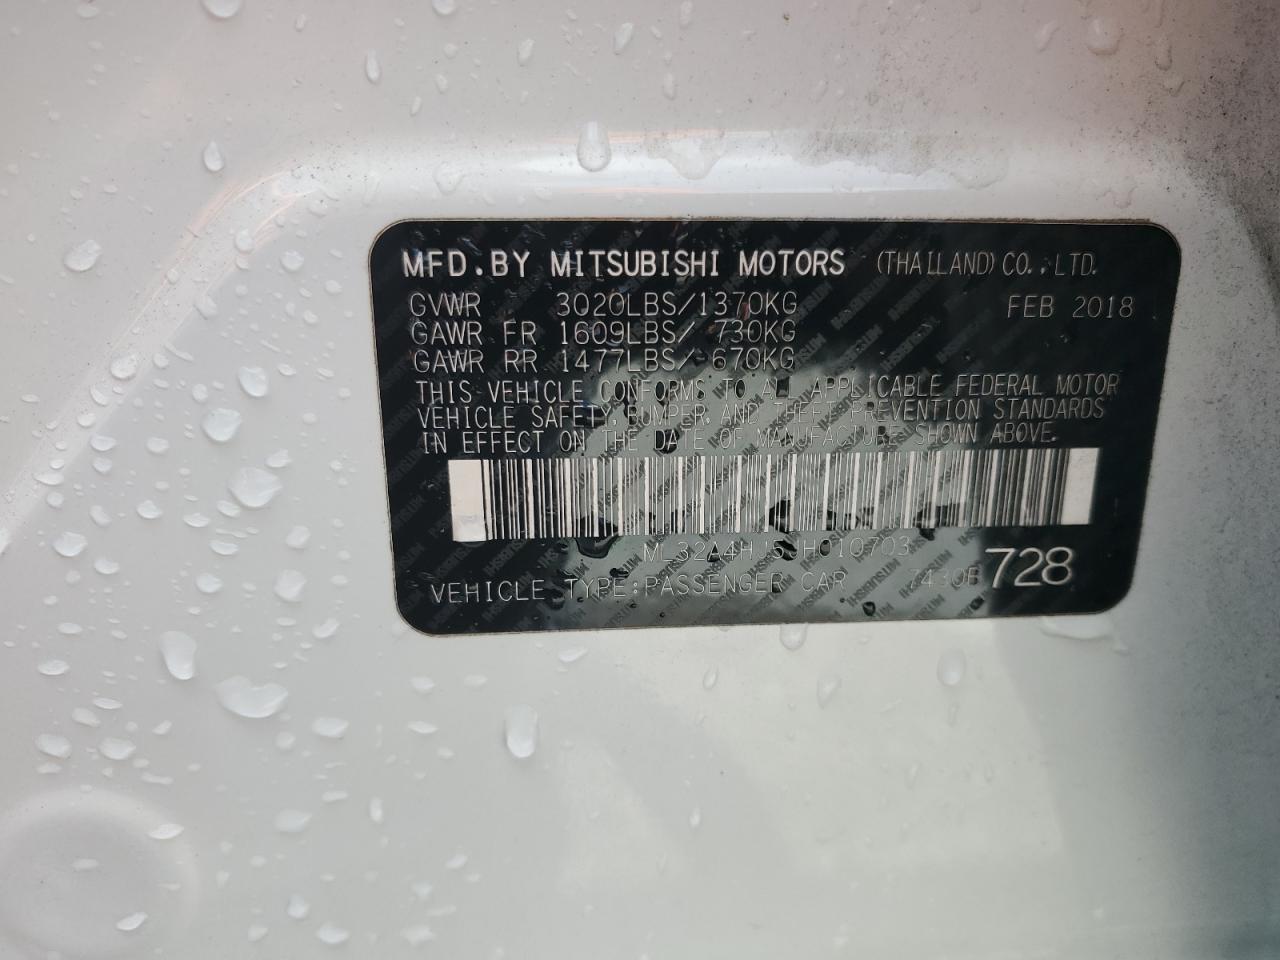 MFD.BY MITSUBISHI MOTORS (THAILAND) CO.,LTD.
GVWR 3020LBS/1370KG FEB 2018
GAWR FR 1609LBS/ 730KG
GAWR RR 1477LBS/ 670KG
THIS VEHICLE CONFORMS TO ALL APPLICABLE FEDERAL MOTOR
VEHICLE SAFETY, BUMPER, AND THEFT PREVENTION STANDARDS
IN EFFECT ON THE DATE OF MANUFACTURE SHOWN ABOVE.
VEHICLE TYPE:PASSENGER CAR 7430B 728